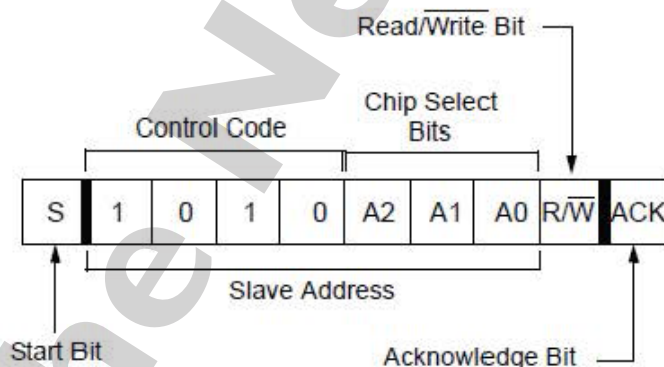 Read/Write Bit
Chip Select
Bits
Control Code
S 1 0 1 0 A2 A1 A0 R/W ACK
Slave Address
Start Bit
Acknowledge Bit